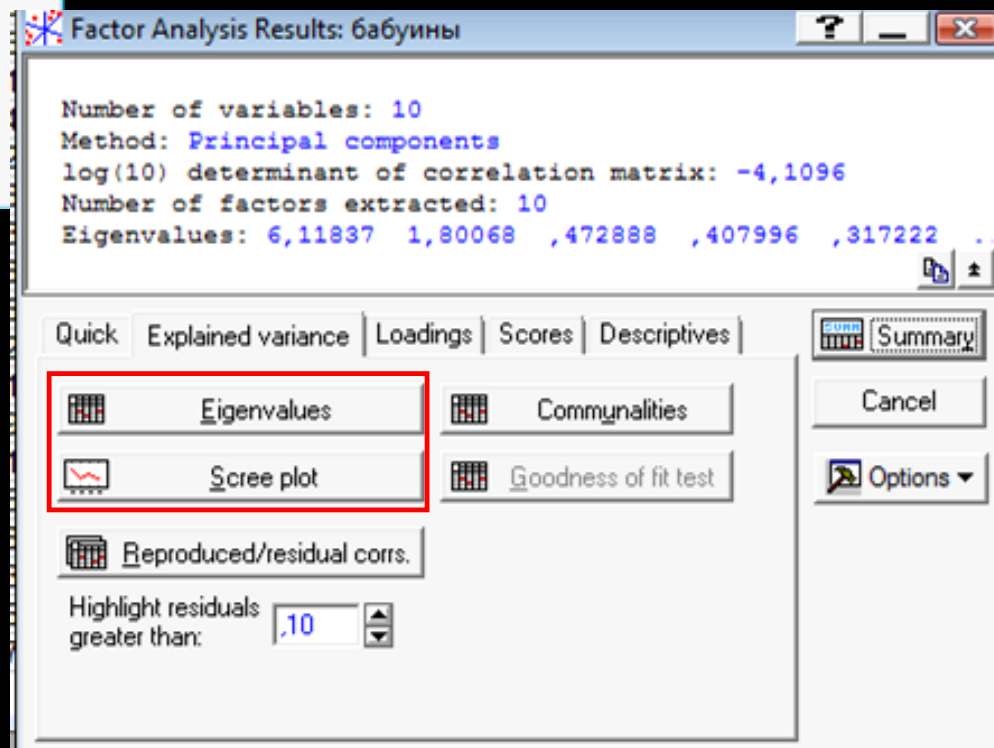 Factor Analysis Results: бабуины
Number of variables: 10
Method: Principal components
log(10) determinant of correlation matrix: -4,1096
Number of factors extracted: 10
Eigenvalues: 6,11837 1,80068 ,472888 ,407996 ,317222 ..
Quick Explained variance Loadings Scores Descriptives
Summary
Eigenvalues
Communalities
Cancel
Scree plot
Goodness of fit test
Options
Reproduced/residual corrs.
Highlight residuals
greater than:
,10